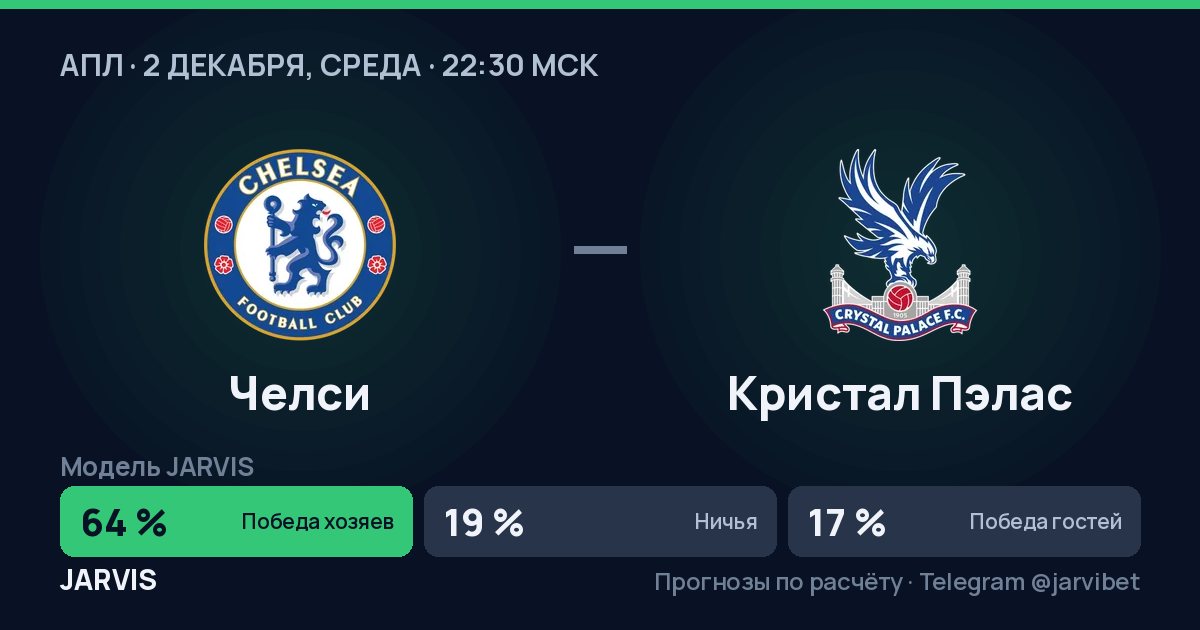 АПЛ · 2 ДЕКАБРЯ, СРЕДА · 22:30 МСК
CHELSEA
FOOTBALL CLUB
1905
CRYSTAL PALACE F.C.
Челси
Кристал Пэлас
Модель JARVIS
64 % Победа хозяев
19 % Ничья
17 % Победа гостей
JARVIS
Прогнозы по расчёту · Telegram @jarvibet